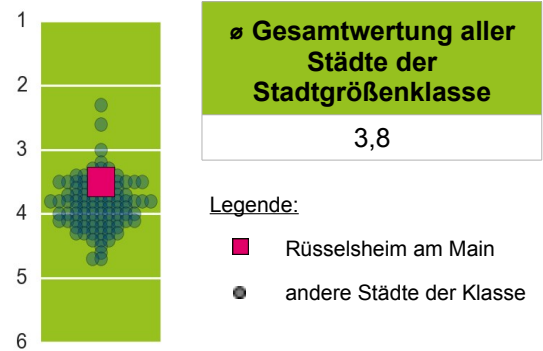 1
2
3
4
5
6
ø Gesamtwertung aller
Städte der
Stadtgrößenklasse
3,8
Legende:
Rüsselsheim am Main
andere Städte der Klasse